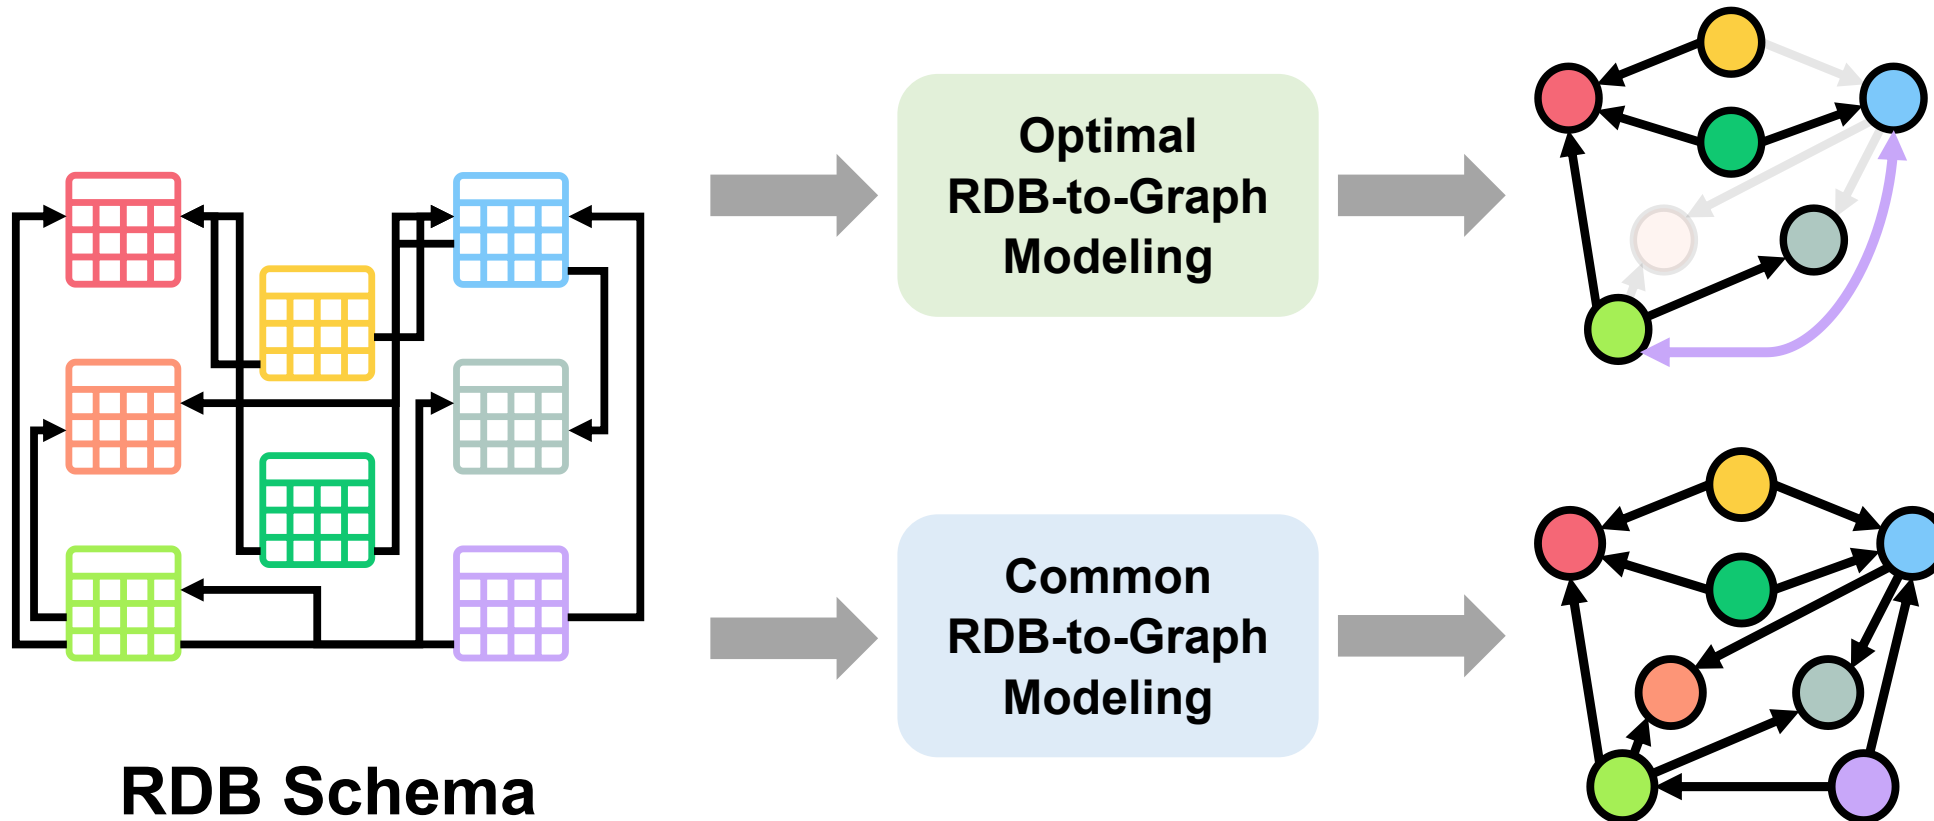 Optimal
RDB-to-Graph
Modeling
Common
RDB-to-Graph
Modeling
RDB Schema